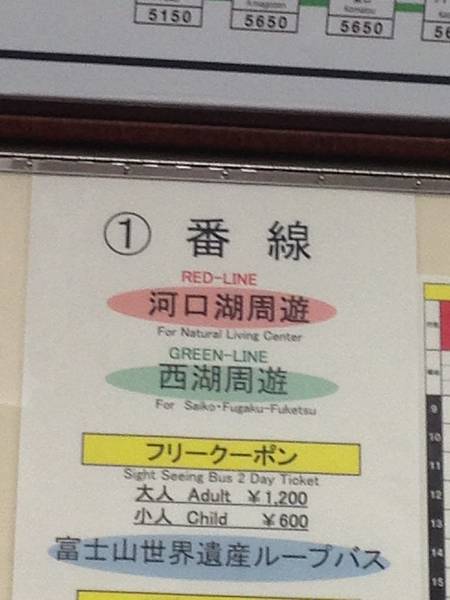 5150
5650
5650
① 番 線
RED-LINE
河口湖周遊
For Natural Living Center
GREEN-LINE
西湖周遊
For Saiko・Fugaku-Fuketsu
フリークーポン
Sight Seeing Bus 2 Day Ticket
大人 Adult ￥1,200
小人 Child ￥600
富士山世界遺産ループバス
9
10
11
12
13
14
15